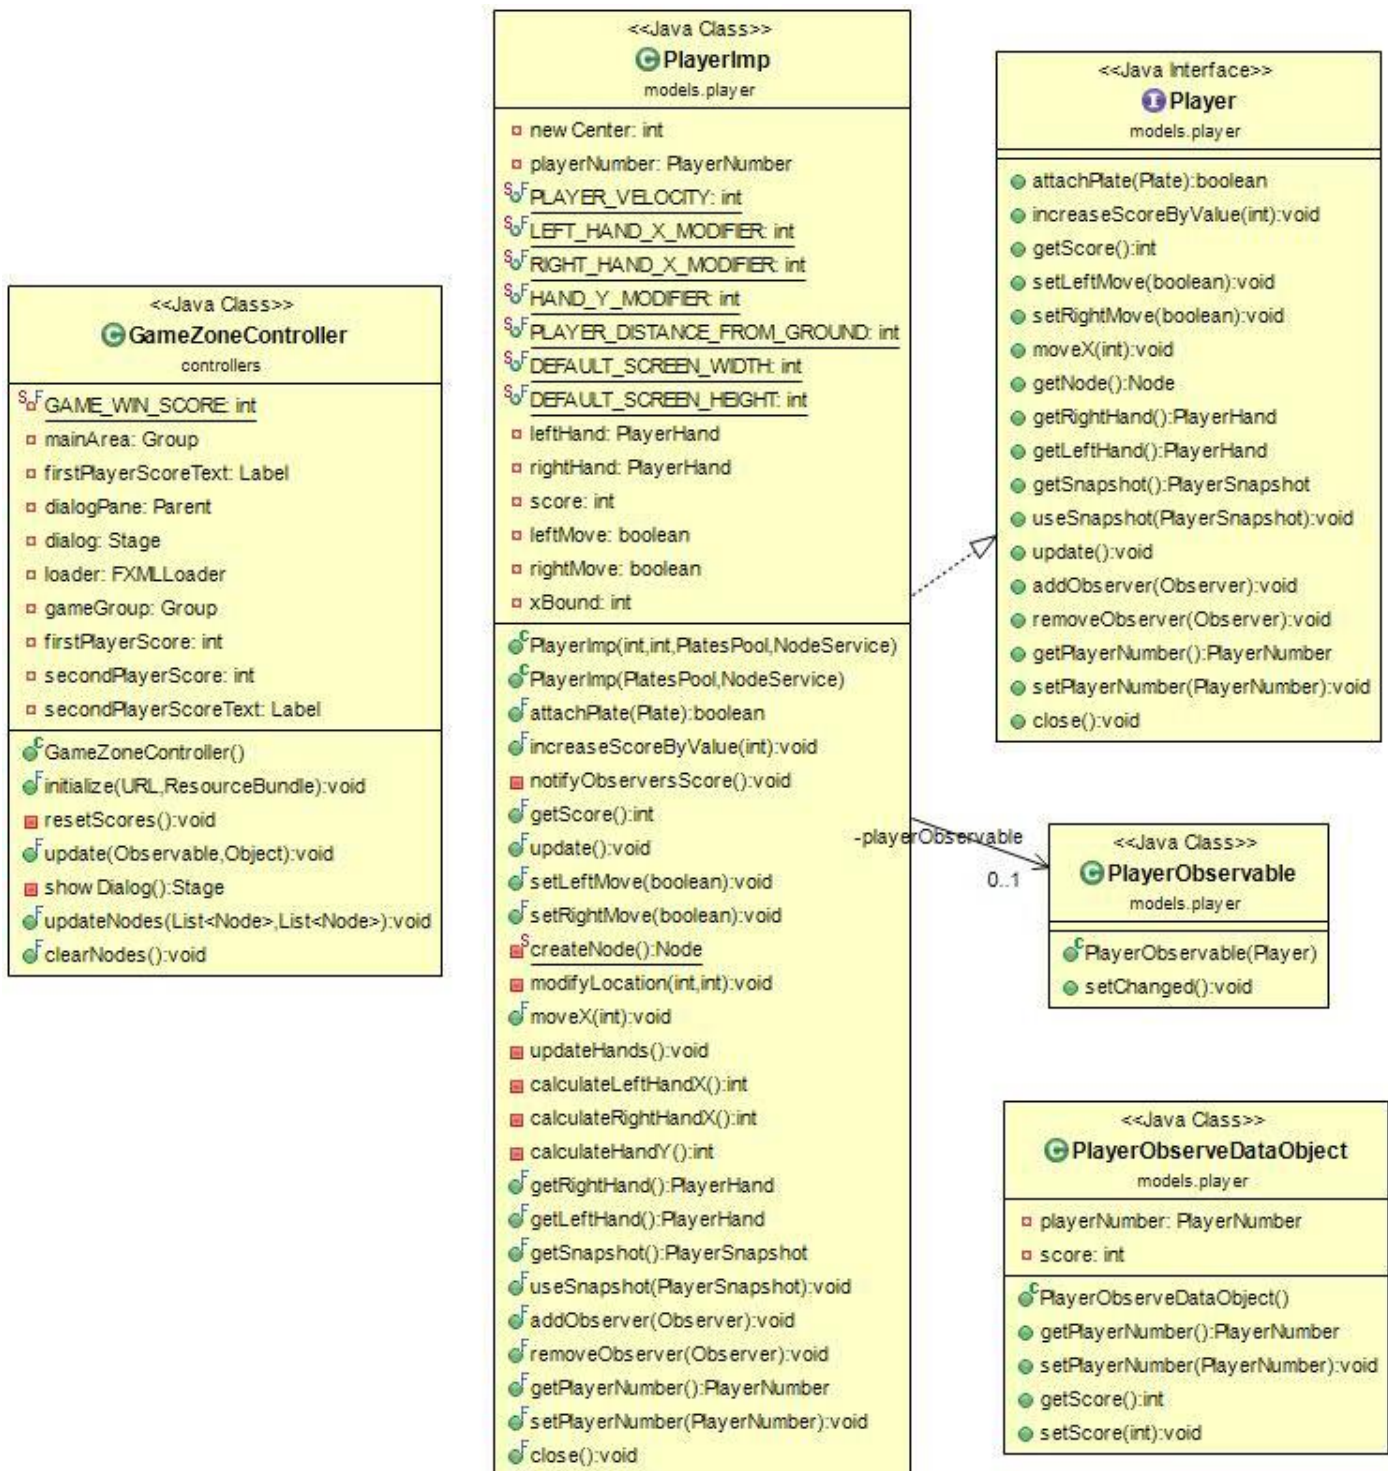 <<Java Class>>
GameZoneController
controllers
GAME_WIN_SCORE: int
mainArea: Group
firstPlayerScoreText: Label
dialogPane: Parent
dialog: Stage
loader: FXMLLoader
gameGroup: Group
firstPlayerScore: int
secondPlayerScore: int
secondPlayerScoreText: Label
GameZoneController()
initialize(URL,ResourceBundle):void
resetScores():void
update(Observable,Object):void
showDialog():Stage
updateNodes(List<Node>,List<Node>):void
clearNodes():void
<<Java Class>>
PlayerImp
models.player
newCenter: int
playerNumber: PlayerNumber
PLAYER_VELOCITY: int
LEFT_HAND_X_MODIFIER: int
RIGHT_HAND_X_MODIFIER: int
HAND_Y_MODIFIER: int
PLAYER_DISTANCE_FROM_GROUND: int
DEFAULT_SCREEN_WIDTH: int
DEFAULT_SCREEN_HEIGHT: int
leftHand: PlayerHand
rightHand: PlayerHand
score: int
leftMove: boolean
rightMove: boolean
xBound: int
PlayerImp(int,int,PlatesPool,NodeService)
PlayerImp(PlatesPool,NodeService)
attachPlate(Plate):boolean
increaseScoreByValue(int):void
notifyObserversScore():void
getScore():int
update():void
setLeftMove(boolean):void
setRightMove(boolean):void
createNode():Node
modifyLocation(int,int):void
moveX(int):void
updateHands():void
calculateLeftHandX():int
calculateRightHandX():int
calculateHandY():int
getRightHand():PlayerHand
getLeftHand():PlayerHand
getSnapshot():PlayerSnapshot
useSnapshot(PlayerSnapshot):void
addObserver(Observer):void
removeObserver(Observer):void
getPlayerNumber():PlayerNumber
setPlayerNumber(PlayerNumber):void
close():void
<<Java Interface>>
Player
models.player
attachPlate(Plate):boolean
increaseScoreByValue(int):void
getScore():int
setLeftMove(boolean):void
setRightMove(boolean):void
moveX(int):void
getNode():Node
getRightHand():PlayerHand
getLeftHand():PlayerHand
getSnapshot():PlayerSnapshot
useSnapshot(PlayerSnapshot):void
update():void
addObserver(Observer):void
removeObserver(Observer):void
getPlayerNumber():PlayerNumber
setPlayerNumber(PlayerNumber):void
close():void
-playerObservable
0..1
<<Java Class>>
PlayerObservable
models.player
PlayerObservable(Player)
setChanged():void
<<Java Class>>
PlayerObserveDataObject
models.player
playerNumber: PlayerNumber
score: int
PlayerObserveDataObject()
getPlayerNumber():PlayerNumber
setPlayerNumber(PlayerNumber):void
getScore():int
setScore(int):void